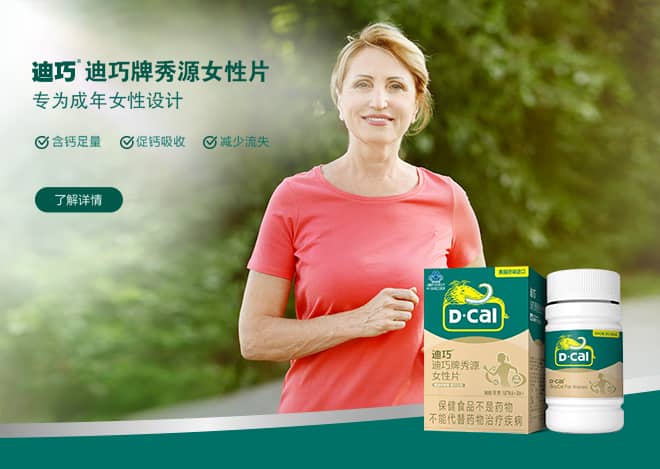 迪巧® 迪巧牌秀源女性片
专为成年女性设计
含钙足量 促钙吸收 减少流失
了解详情
D·Cal
迪巧®
迪巧牌秀源
女性片
保健食品不是药物
不能代替药物治疗疾病
D·Cal
D·Cal®